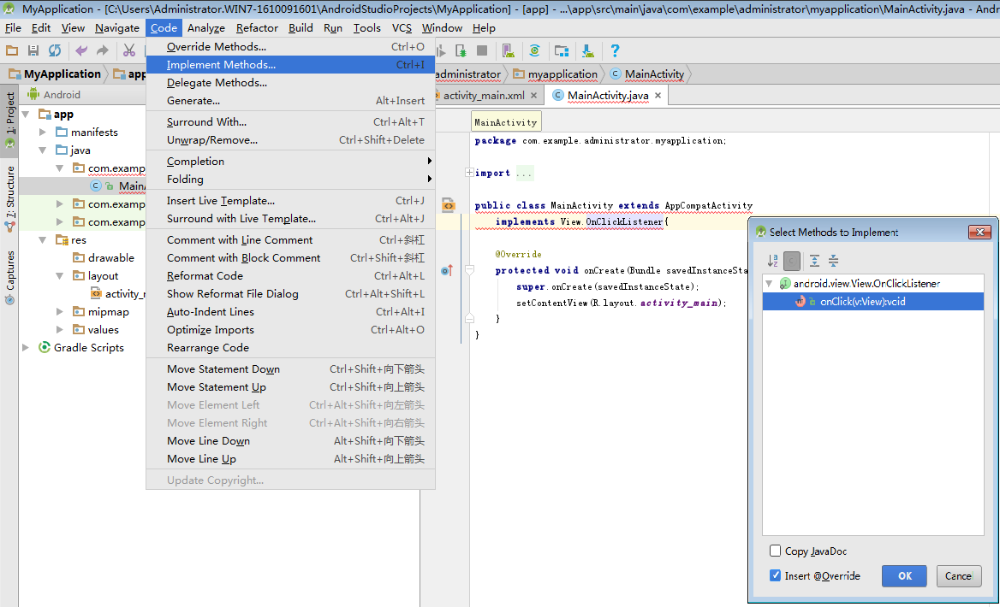 MyApplication - [C:\Users\Administrator.WIN7-1610091601\AndroidStudioProjects\MyApplication] - [app] - ...\app\src\main\java\com\example\administrator\myapplication\MainActivity.java - Andr
File Edit View Navigate Code Analyze Refactor Build Run Tools VCS Window Help
MyApplication app administrator myapplication MainActivity
Android
activity_main.xml MainActivity.java
1: Project
7: Structure
Captures
app
manifests
java
com.examp
MainA
com.examp
com.examp
res
drawable
layout
activity_r
mipmap
values
Gradle Scripts
Override Methods... Ctrl+O
Implement Methods... Ctrl+I
Delegate Methods...
Generate... Alt+Insert
Surround With... Ctrl+Alt+T
Unwrap/Remove... Ctrl+Shift+Delete
Completion
Folding
Insert Live Template... Ctrl+J
Surround with Live Template... Ctrl+Alt+J
Comment with Line Comment Ctrl+斜杠
Comment with Block Comment Ctrl+Shift+斜杠
Reformat Code Ctrl+Alt+L
Show Reformat File Dialog Ctrl+Alt+Shift+L
Auto-Indent Lines Ctrl+Alt+I
Optimize Imports Ctrl+Alt+O
Rearrange Code
Move Statement Down Ctrl+Shift+向下箭头
Move Statement Up Ctrl+Shift+向上箭头
Move Element Left Ctrl+Alt+Shift+向左箭头
Move Element Right Ctrl+Alt+Shift+向右箭头
Move Line Down Alt+Shift+向下箭头
Move Line Up Alt+Shift+向上箭头
Update Copyright...
MainActivity
package com.example.administrator.myapplication;
import ...
public class MainActivity extends AppCompatActivity
implements View.OnClickListener{
@Override
protected void onCreate(Bundle savedInstanceSta
super.onCreate(savedInstanceState);
setContentView(R.layout.activity_main);
}
}
Select Methods to Implement
android.view.View.OnClickListener
onClick(v:View):void
Copy JavaDoc
Insert @Override
OK Cancel